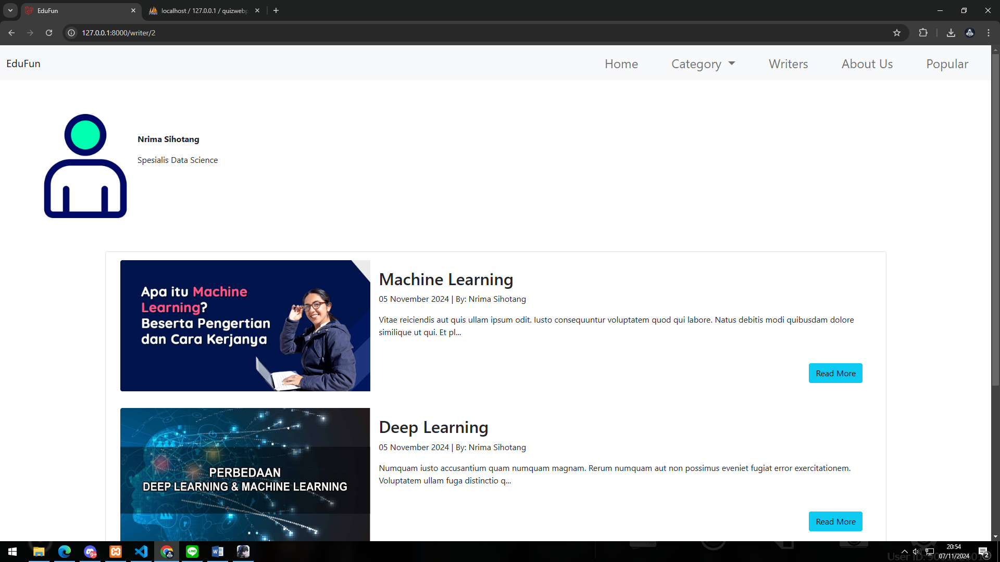 EduFun
localhost / 127.0.0.1 / quizwebp
127.0.0.1:8000/writer/2
EduFun
Home
Category
Writers
About Us
Popular
Nrima Sihotang
Spesialis Data Science
Apa itu Machine
Learning?
Beserta Pengertian
dan Cara Kerjanya
Machine Learning
05 November 2024 | By: Nrima Sihotang
Vitae reiciendis aut quis ullam ipsum odit. Iusto consequuntur voluptatem quod qui labore. Natus debitis modi quibusdam dolore
similique ut qui. Et pl...
Read More
PERBEDAAN
DEEP LEARNING & MACHINE LEARNING
Deep Learning
05 November 2024 | By: Nrima Sihotang
Numquam iusto accusantium quam numquam magnam. Rerum numquam aut non possimus eveniet fugiat error exercitationem.
Voluptatem ullam fuga distinctio q...
Read More
9+
LINE
20:54
07/11/2024
2
User ID: